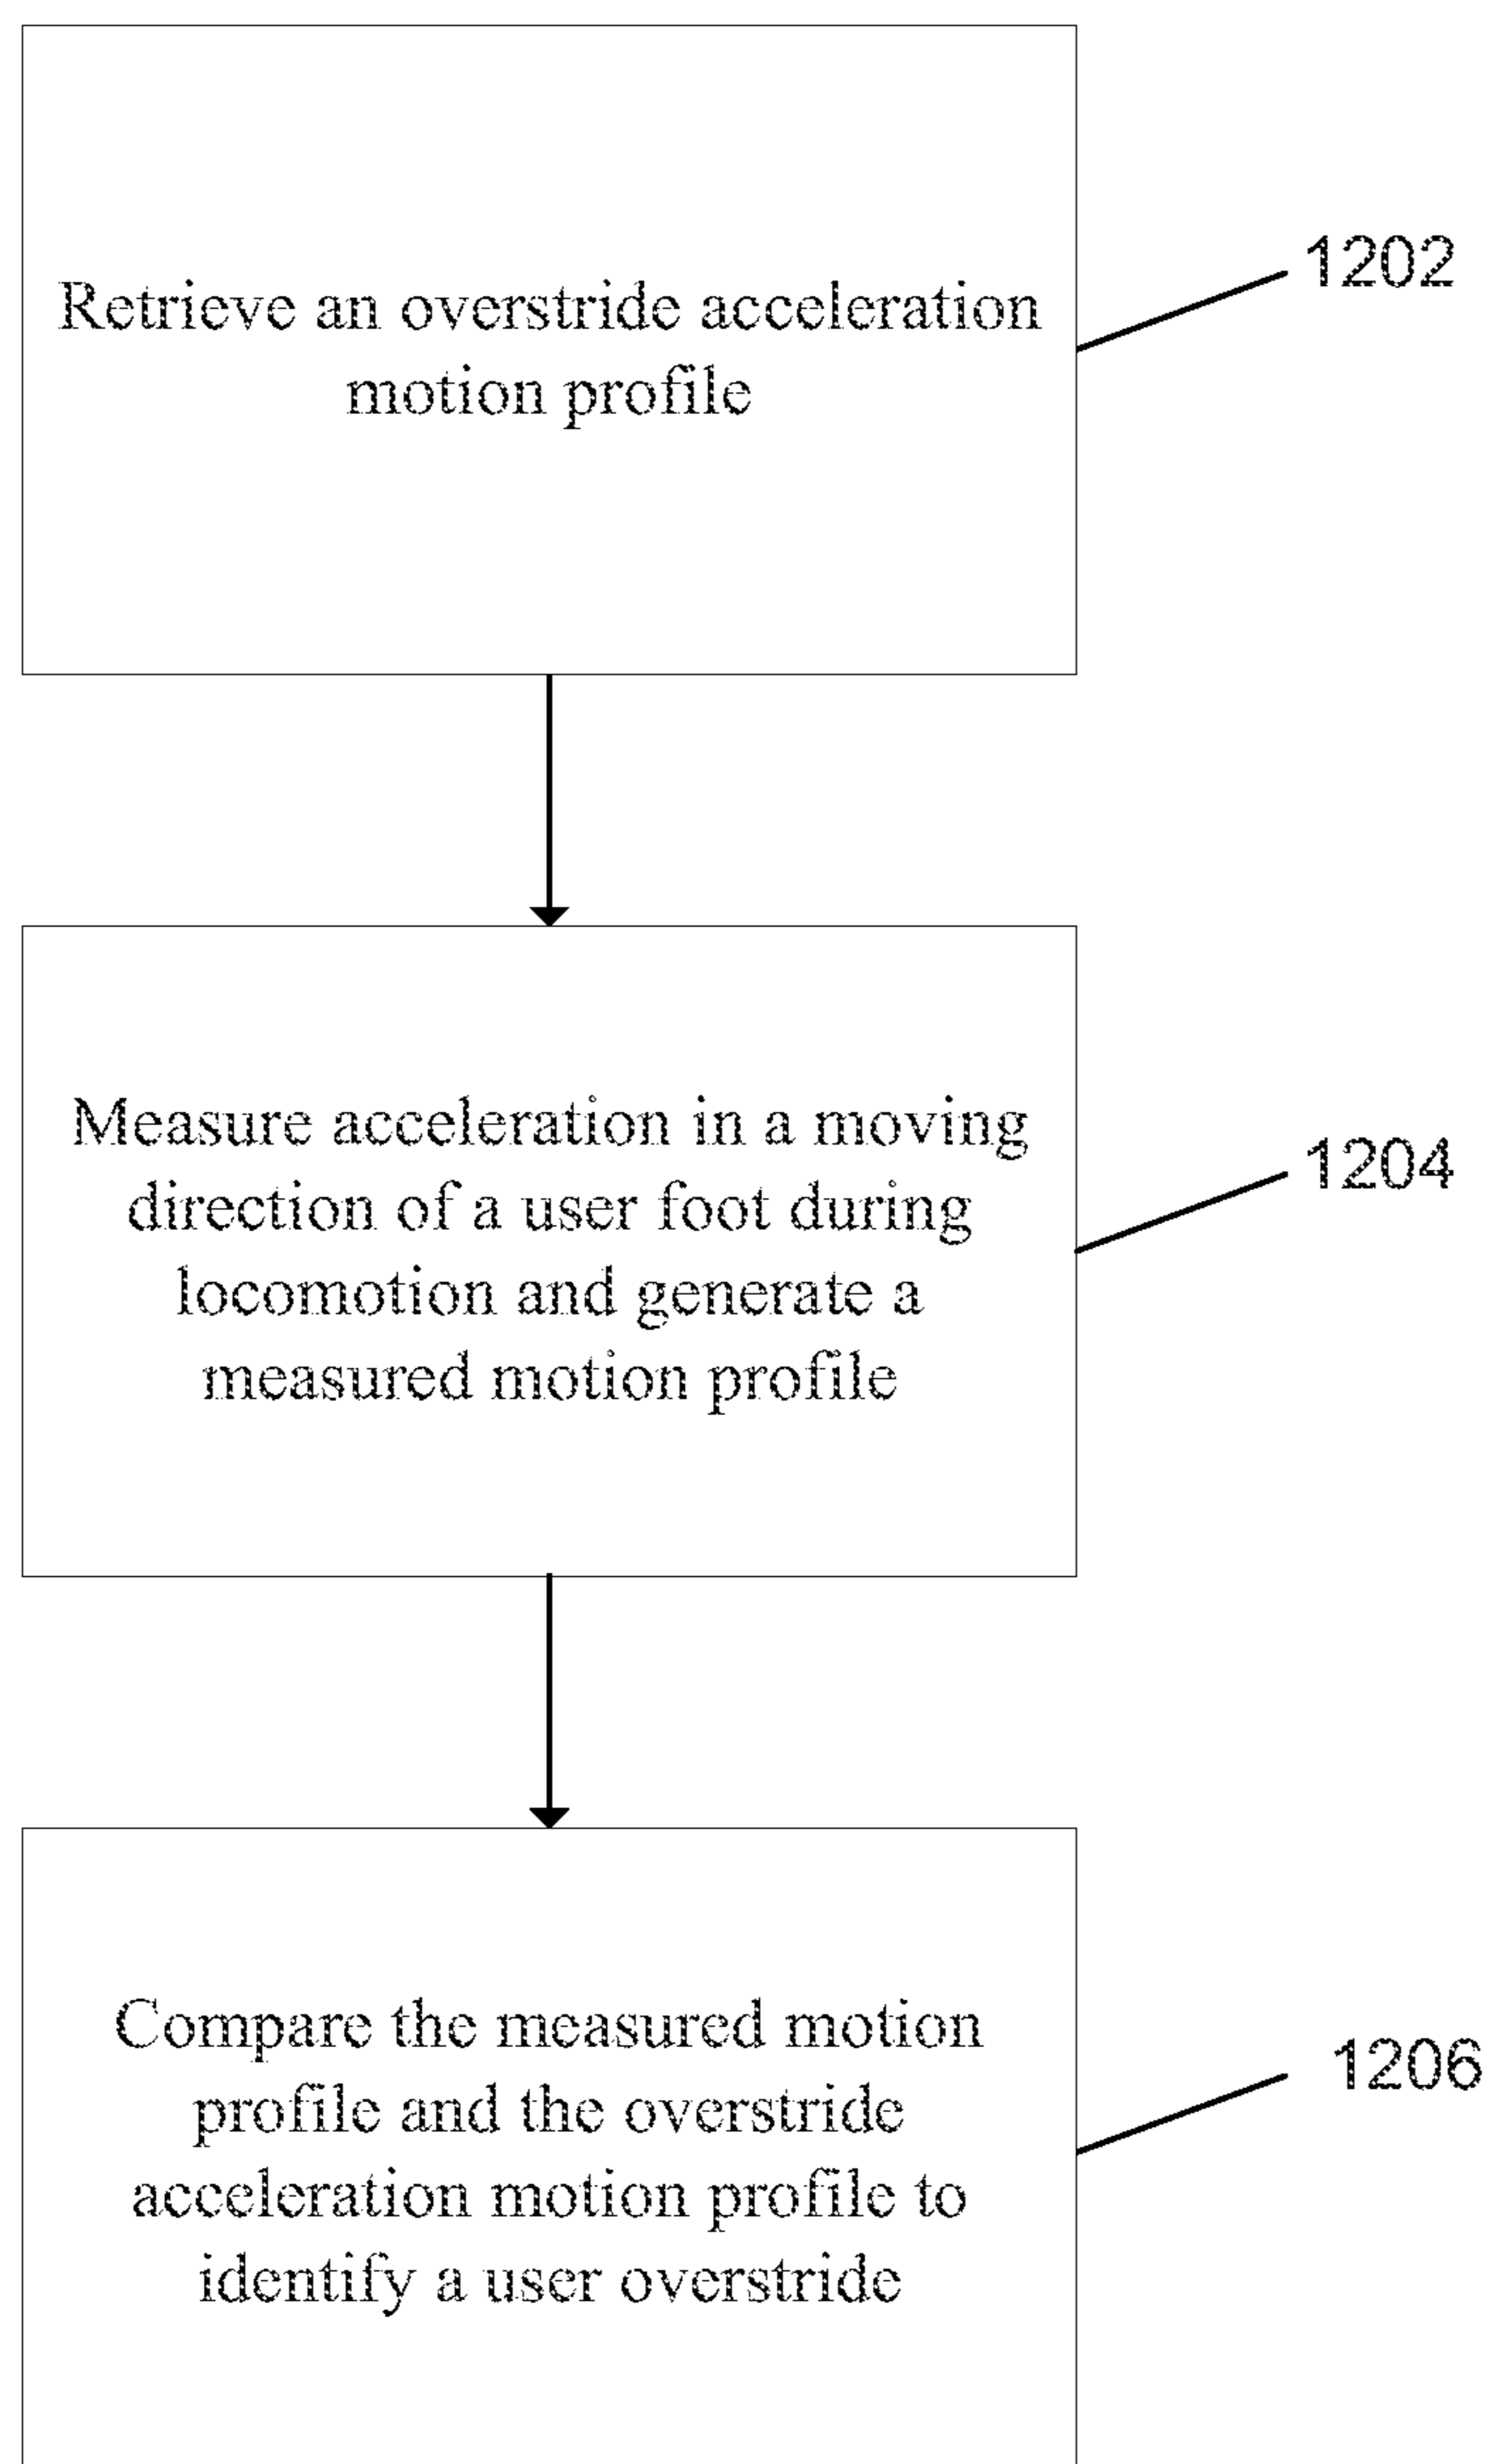 Retrieve an overstride acceleration
motion profile
1202
Measure acceleration in a moving
direction of a user foot during
locomotion and generate a
measured motion profile
1204
Compare the measured motion
profile and the overstride
acceleration motion profile to
identify a user overstride
1206